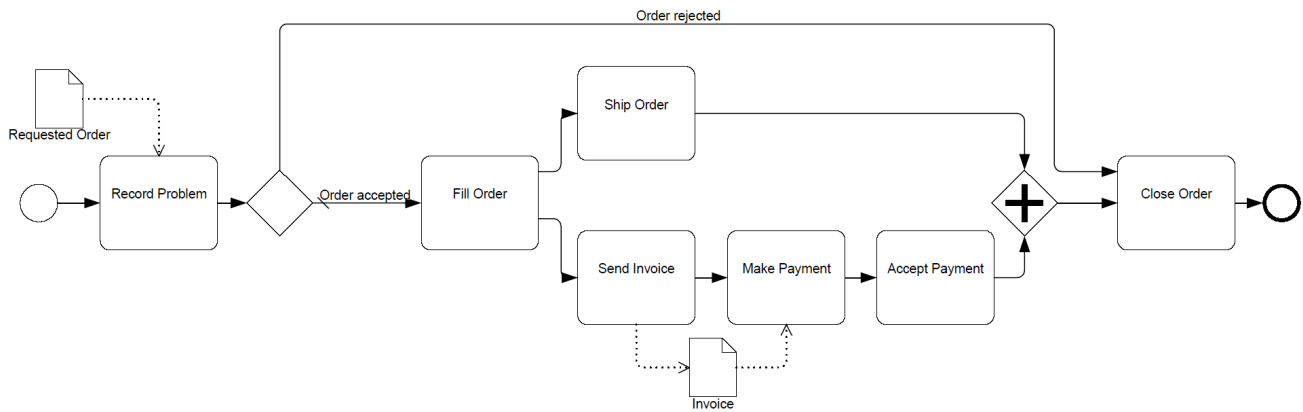 Order rejected
Requested Order
Ship Order
Record Problem
Order accepted
Fill Order
Close Order
Send Invoice
Make Payment
Accept Payment
Invoice